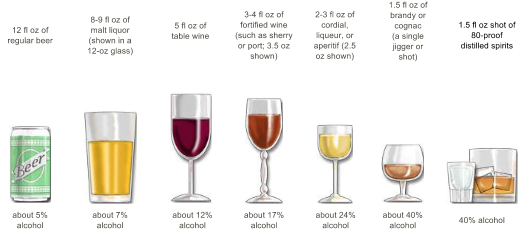 12 fl oz of
regular beer
8-9 fl oz of
malt liquor
(shown in a
12-oz glass)
5 fl oz of
table wine
3-4 fl oz of
fortified wine
(such as sherry
or port; 3.5 oz
shown)
2-3 fl oz of
cordial,
liqueur, or
aperitif (2.5
oz shown)
1.5 fl oz of
brandy or
cognac
(a single
jigger or
shot)
1.5 fl oz shot of
80-proof
distilled spirits
Beer
about 5%
alcohol
about 7%
alcohol
about 12%
alcohol
about 17%
alcohol
about 24%
alcohol
about 40%
alcohol
40% alcohol